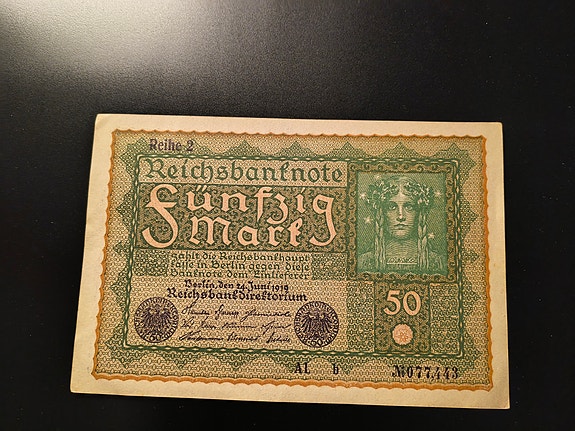 Reihe 2
Reichsbanknote
Fünfzig
Mark
zahlt die Reichsbankhaupt
kasse in Berlin gegen diese
Banknote dem Einlieferer
Berlin, den 24. Juni 1919
Reichsbankdirektorium
50
AL b
№077443